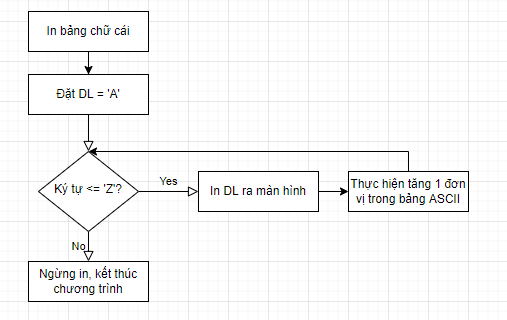 In bảng chữ cái
Đặt DL = 'A'
Ký tự <= 'Z'?
Yes
In DL ra màn hình
Thực hiện tăng 1 đơn
vị trong bảng ASCII
No
Ngừng in, kết thúc
chương trình